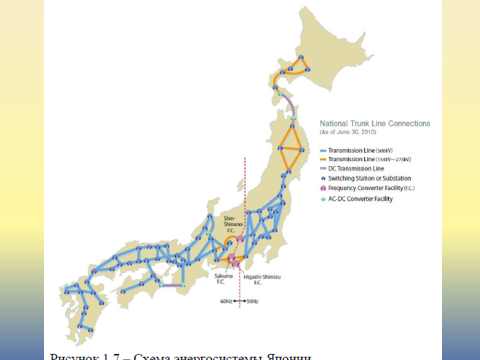 National Trunk Line Connections
(As of June 30, 2010)
Transmission Line (500kV)
Transmission Line (154kV—275kV)
DC Transmission Line
Switching Station or Substation
Frequency Converter Facility (F.C.)
AC-DC Converter Facility
Shin-
Shinano
F.C.
Sakuma
F.C.
Higashi-Shimizu
F.C.
60Hz
50Hz
Рисунок 1.7 – Схема энергосистемы Японии